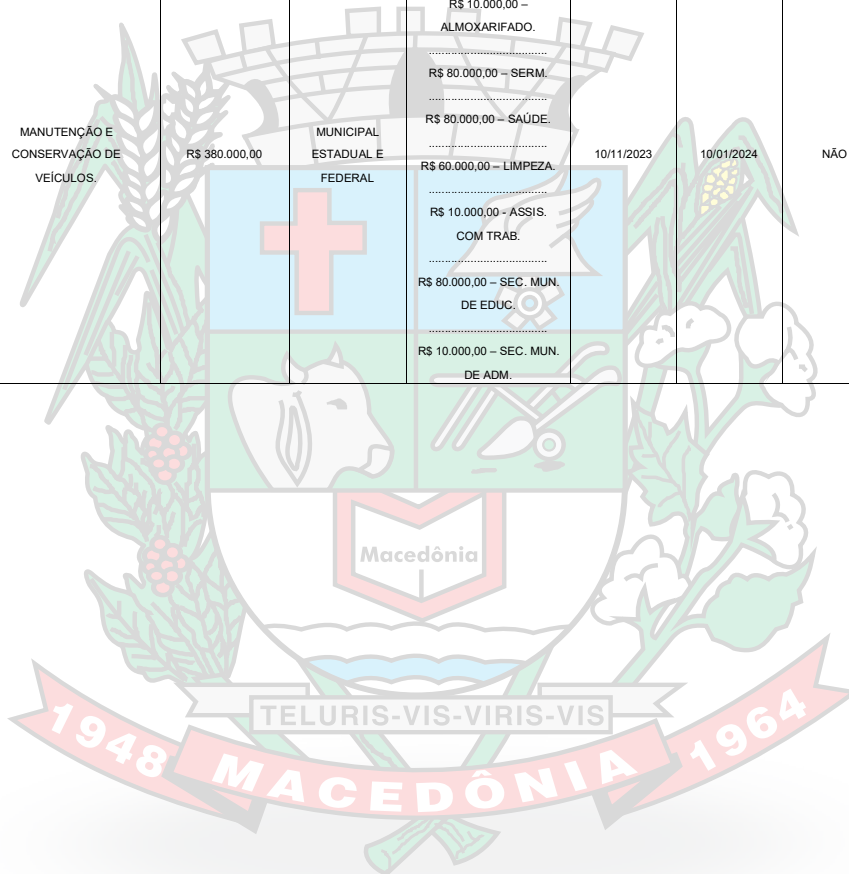 MANUTENÇÃO E
CONSERVAÇÃO DE
VEÍCULOS.
R$ 380.000,00
MUNICIPAL
ESTADUAL E
FEDERAL
R$ 10.000,00 –
ALMOXARIFADO.
....................................
R$ 80.000,00 – SERM.
....................................
R$ 80.000,00 – SAÚDE.
....................................
R$ 60.000,00 – LIMPEZA.
....................................
R$ 10.000,00 - ASSIS.
COM TRAB.
....................................
R$ 80.000,00 – SEC. MUN.
DE EDUC.
....................................
R$ 10.000,00 – SEC. MUN.
DE ADM.
10/11/2023
10/01/2024
NÃO
Macedônia
TELURIS-VIS-VIRIS-VIS
1948 MACEDÔNIA 1964